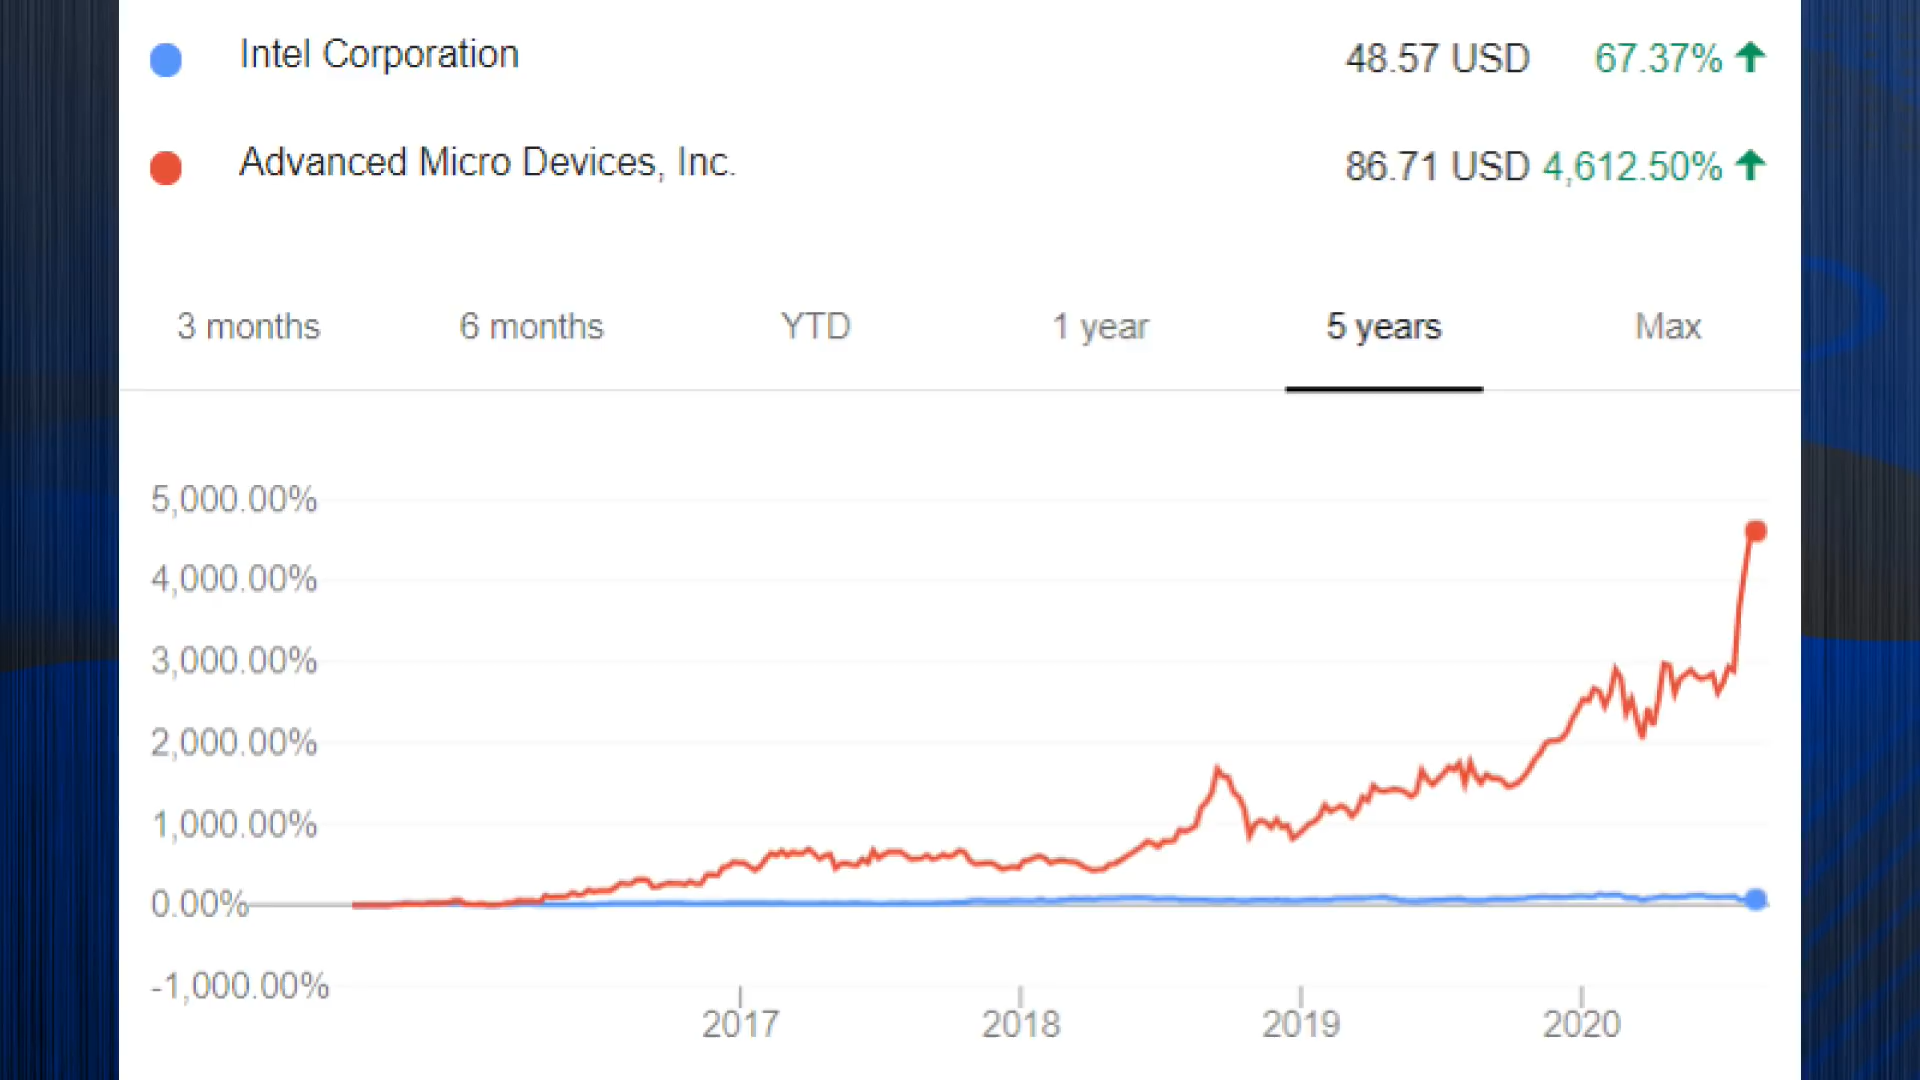 Intel Corporation 48.57 USD 67.37%
Advanced Micro Devices, Inc. 86.71 USD 4,612.50%
3 months 6 months YTD 1 year 5 years Max
5,000.00%
4,000.00%
3,000.00%
2,000.00%
1,000.00%
0.00%
-1,000.00%
2017 2018 2019 2020